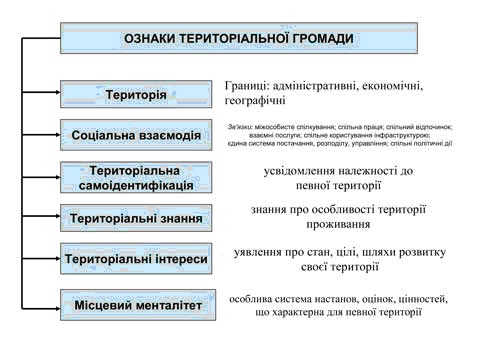 ОЗНАКИ ТЕРИТОРІАЛЬНОЇ ГРОМАДИ
Територія
Границі: адміністративні, економічні,
географічні
Соціальна взаємодія
Зв'язки: міжособисте спілкування; спільна праця; спільний відпочинок;
взаємні послуги; спільне користування інфраструктурою;
єдина система постачання, розподілу, управління; спільні політичні дії
Територіальна
самоідентифікація
усвідомлення належності до
певної території
Територіальні знання
знання про особливості території
проживання
Територіальні інтереси
уявлення про стан, цілі, шляхи розвитку
своєї території
Місцевий менталітет
особлива система настанов, оцінок, цінностей,
що характерна для певної території